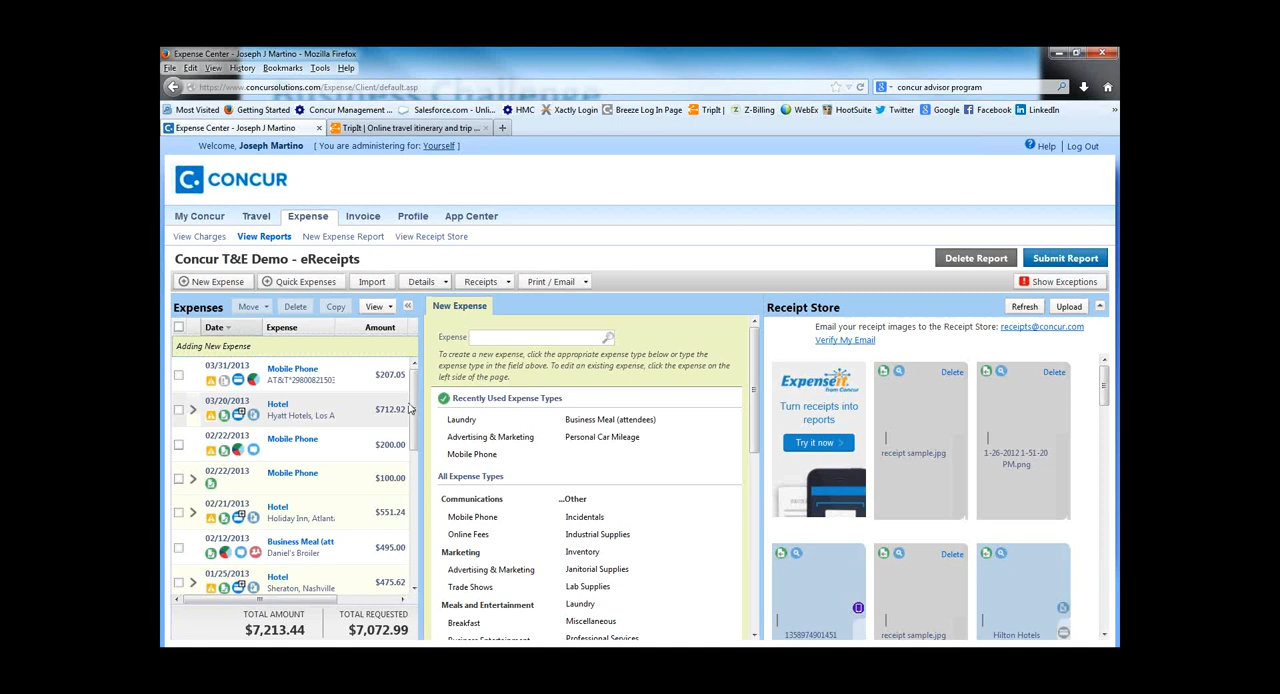 Expense Center - Joseph J Martino - Mozilla Firefox
File Edit View History Bookmarks Tools Help
https://www.concursolutions.com/Expense/Client/default.asp
concur advisor program
Most Visited Getting Started Concur Management ... Salesforce.com - Unli... HMC Xactly Login Breeze Log In Page TripIt | Z-Billing WebEx HootSuite Twitter Google Facebook LinkedIn »
Expense Center - Joseph J Martino × TripIt | Online travel itinerary and trip ... × +
Welcome, Joseph Martino [ You are administering for: Yourself ]
Help | Log Out
C. CONCUR
My Concur Travel Expense Invoice Profile App Center
View Charges View Reports New Expense Report View Receipt Store
Concur T&E Demo - eReceipts
Delete Report Submit Report
New Expense Quick Expenses Import Details Receipts Print / Email Show Exceptions
Expenses Move Delete Copy View
Date Expense Amount
Adding New Expense
03/31/2013 Mobile Phone $207.05
AT&T*2980082150
03/20/2013 Hotel $712.92
Hyatt Hotels, Los A
02/22/2013 Mobile Phone $200.00
02/22/2013 Mobile Phone $100.00
02/21/2013 Hotel $551.24
Holiday Inn, Atlant
02/12/2013 Business Meal (att $495.00
Daniel's Broiler
01/25/2013 Hotel $475.62
Sheraton, Nashville
TOTAL AMOUNT TOTAL REQUESTED
$7,213.44 $7,072.99
New Expense
Expense
To create a new expense, click the appropriate expense type below or type the
expense type in the field above. To edit an existing expense, click the expense on the
left side of the page.
Recently Used Expense Types
Laundry Business Meal (attendees)
Advertising & Marketing Personal Car Mileage
Mobile Phone
All Expense Types
Communications ...Other
Mobile Phone Incidentals
Online Fees Industrial Supplies
Marketing Inventory
Advertising & Marketing Janitorial Supplies
Trade Shows Lab Supplies
Meals and Entertainment Laundry
Breakfast Miscellaneous
Business Entertainment Professional Services
Receipt Store Refresh Upload
Email your receipt images to the Receipt Store: receipts@concur.com
Verify My Email
ExpenseIt
from Concur
Turn receipts into
reports
Try it now
Delete
receipt sample.jpg
Delete
1-26-2012 1-51-20
PM.png
1358974901451
Delete
receipt sample.jpg
Hilton Hotels